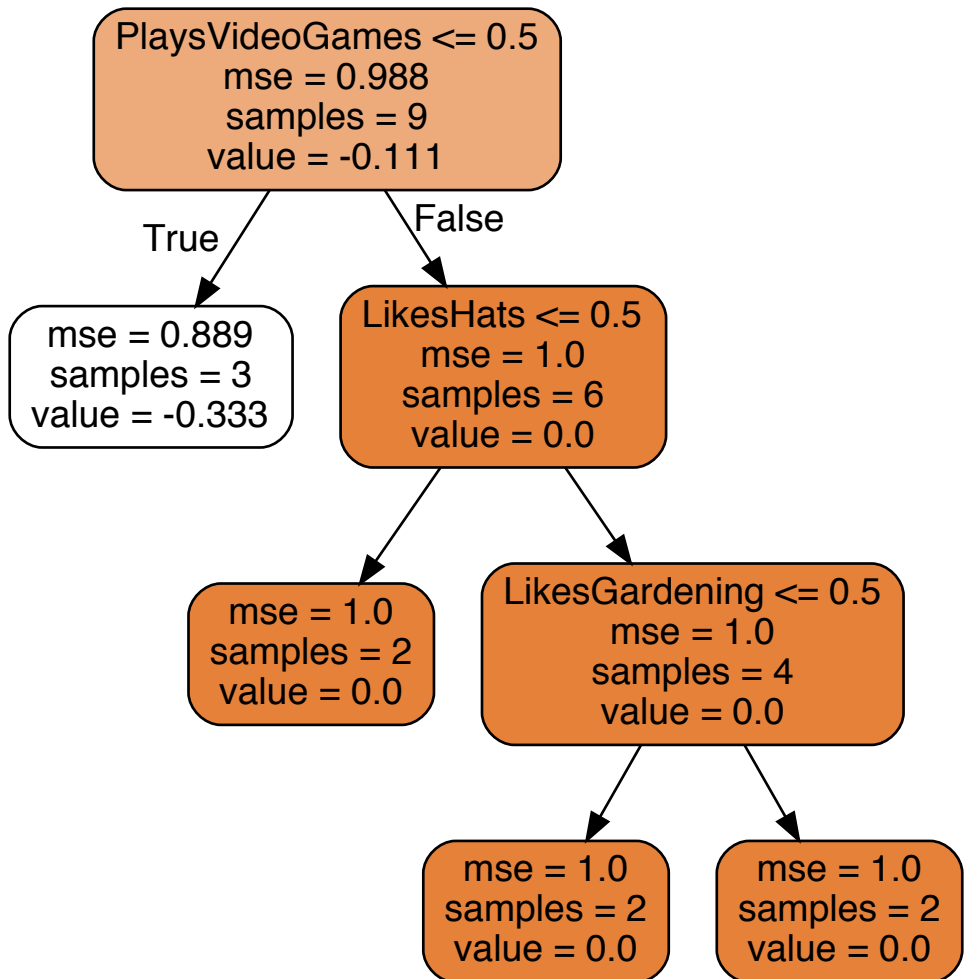 PlaysVideoGames <= 0.5
mse = 0.988
samples = 9
value = -0.111
True
False
mse = 0.889
samples = 3
value = -0.333
LikesHats <= 0.5
mse = 1.0
samples = 6
value = 0.0
mse = 1.0
samples = 2
value = 0.0
LikesGardening <= 0.5
mse = 1.0
samples = 4
value = 0.0
mse = 1.0
samples = 2
value = 0.0
mse = 1.0
samples = 2
value = 0.0